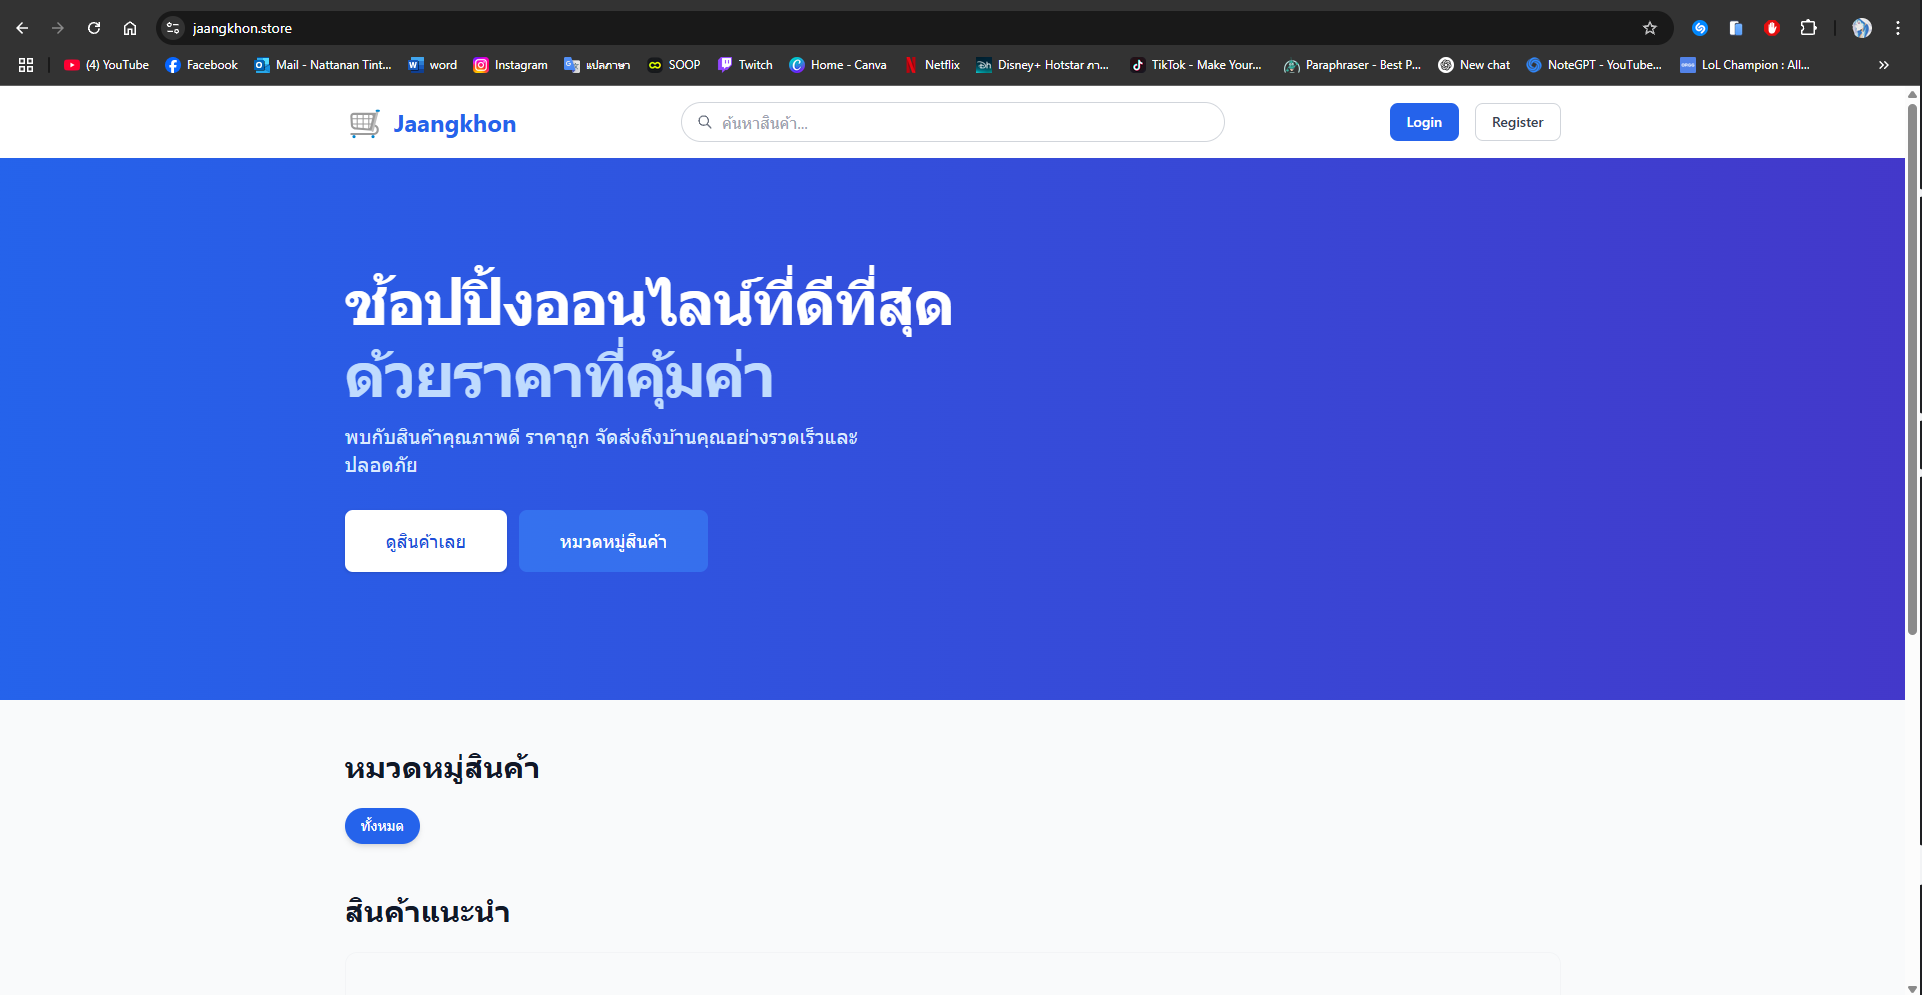 jaangkhon.store
(4) YouTube
Facebook
Mail - Nattanan Tint...
word
Instagram
แปลภาษา
SOOP
Twitch
Home - Canva
Netflix
Disney+ Hotstar ภา...
TikTok - Make Your...
Paraphraser - Best P...
New chat
NoteGPT - YouTube...
LoL Champion : All...
Jaangkhon
ค้นหาสินค้า...
Login
Register
ช้อปปิ้งออนไลน์ที่ดีที่สุด
ด้วยราคาที่คุ้มค่า
พบกับสินค้าคุณภาพดี ราคาถูก จัดส่งถึงบ้านคุณอย่างรวดเร็วและ
ปลอดภัย
ดูสินค้าเลย
หมวดหมู่สินค้า
หมวดหมู่สินค้า
ทั้งหมด
สินค้าแนะนำ